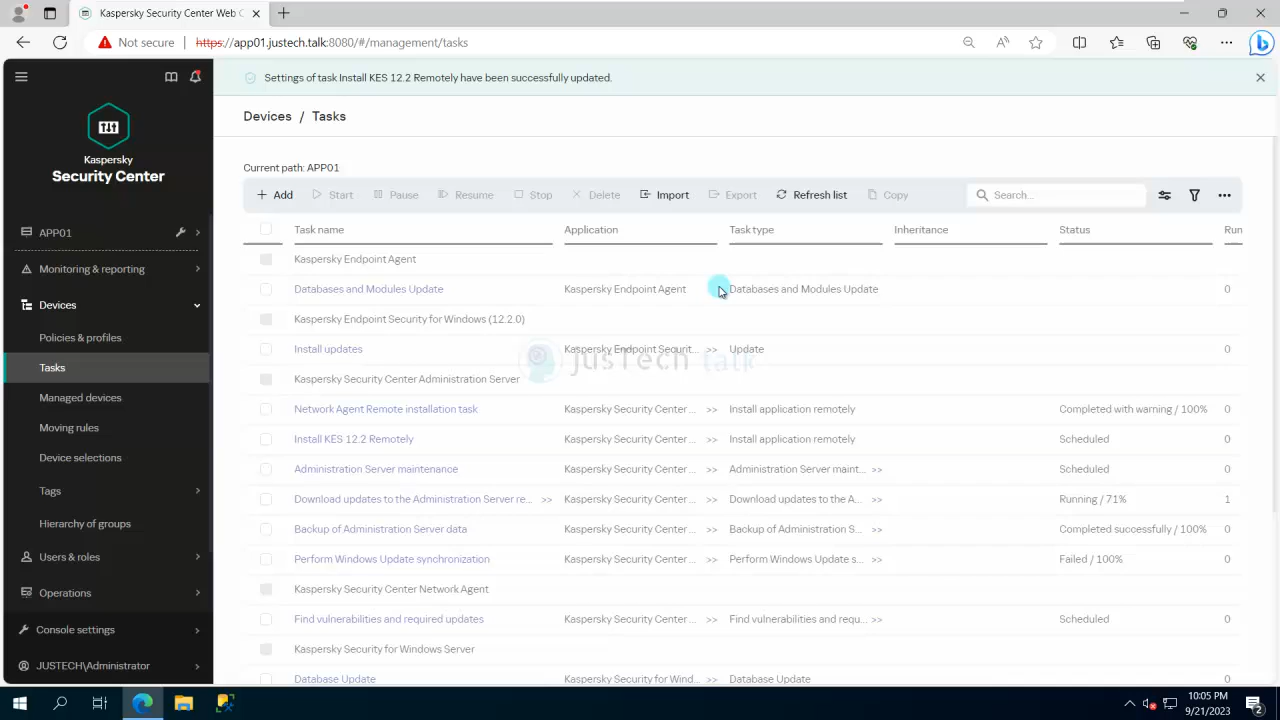 Kaspersky Security Center Web C
Not secure https://app01.justech.talk:8080/#/management/tasks
Settings of task Install KES 12.2 Remotely have been successfully updated.
Kaspersky
Security Center
APP01
Monitoring & reporting
Devices
Policies & profiles
Tasks
Managed devices
Moving rules
Device selections
Tags
Hierarchy of groups
Users & roles
Operations
Console settings
JUSTECH\Administrator
Devices / Tasks
Current path: APP01
Add Start Pause Resume Stop Delete Import Export Refresh list Copy Search...
Task name Application Task type Inheritance Status Run
Kaspersky Endpoint Agent
Databases and Modules Update Kaspersky Endpoint Agent Databases and Modules Update 0
Kaspersky Endpoint Security for Windows (12.2.0)
Install updates Kaspersky Endpoint Securit... >> Update 0
jusTech talk
Kaspersky Security Center Administration Server
Network Agent Remote installation task Kaspersky Security Center ... >> Install application remotely Completed with warning / 100% 0
Install KES 12.2 Remotely Kaspersky Security Center ... >> Install application remotely Scheduled 0
Administration Server maintenance Kaspersky Security Center ... >> Administration Server maint... >> Scheduled 0
Download updates to the Administration Server re... >> Kaspersky Security Center ... >> Download updates to the A... >> Running / 71% 1
Backup of Administration Server data Kaspersky Security Center ... >> Backup of Administration S... >> Completed successfully / 100% 0
Perform Windows Update synchronization Kaspersky Security Center ... >> Perform Windows Update s... >> Failed / 100% 0
Kaspersky Security Center Network Agent
Find vulnerabilities and required updates Kaspersky Security Center ... >> Find vulnerabilities and requ... >> Scheduled 0
Kaspersky Security for Windows Server
Database Update Kaspersky Security for Wind... >> Database Update 0
10:05 PM
9/21/2023
2